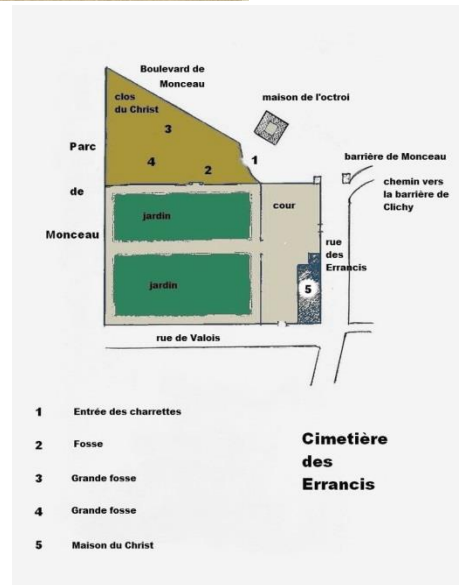 Boulevard de
Monceau
clos
du Christ
maison de l'octroi
3
1
Parc
4
2
barrière de Monceau
chemin vers
la barrière de
Clichy
de
jardin
cour
Monceau
rue
des
Errancis
jardin
5
rue de Valois
1 Entrée des charrettes
2 Fosse
3 Grande fosse
4 Grande fosse
5 Maison du Christ
Cimetière
des
Errancis